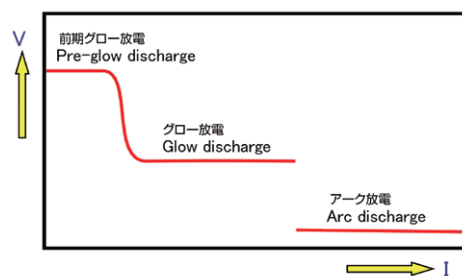 V
前期グロー放電
Pre-glow discharge
グロー放電
Glow discharge
アーク放電
Arc discharge
I